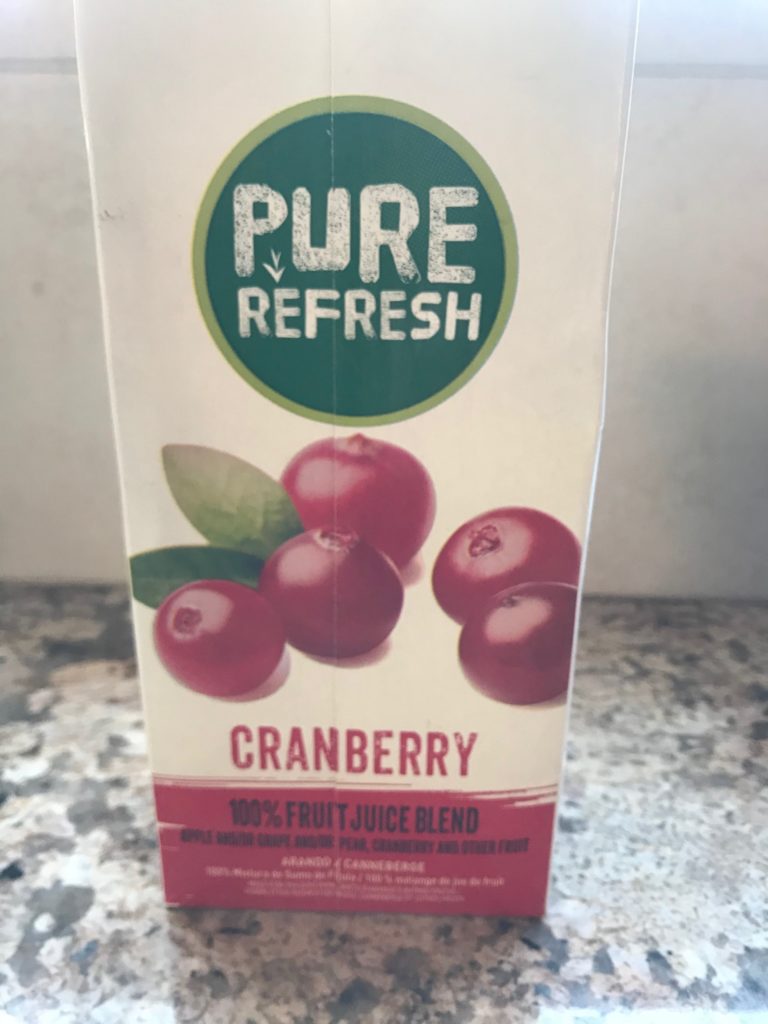 PURE
REFRESH
CRANBERRY
100% FRUIT JUICE BLEND
APPLE AND/OR GRAPE AND/OR PEAR, CRANBERRY AND OTHER FRUIT
ARANDO / CANNEBERGE
100% Mistura de Sumo de Fruta / 100 % mélange de jus de fruit